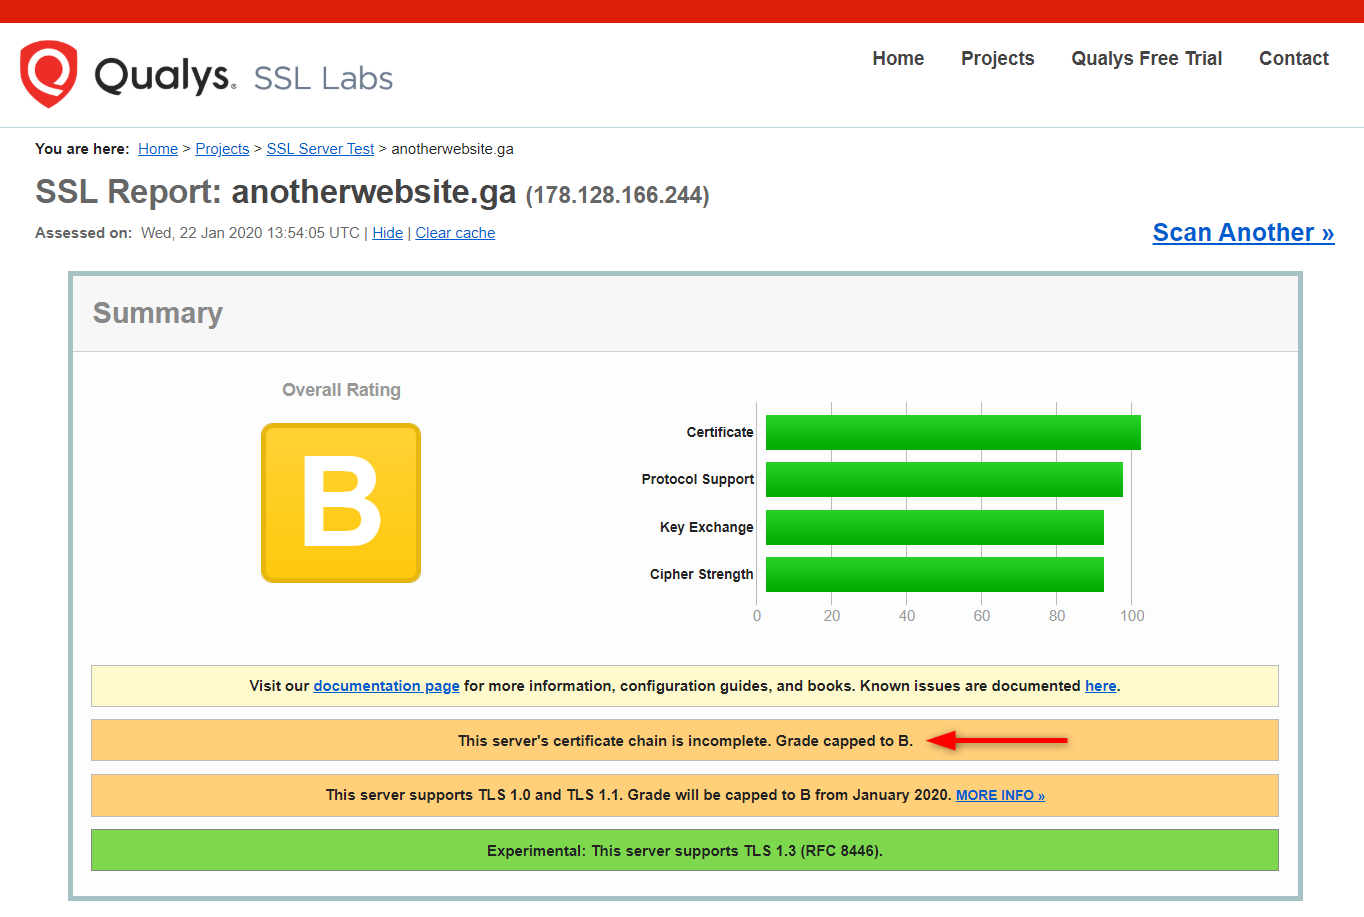 Qualys. SSL Labs
Home Projects Qualys Free Trial Contact
You are here: Home > Projects > SSL Server Test > anotherwebsite.ga
SSL Report: anotherwebsite.ga (178.128.166.244)
Assessed on: Wed, 22 Jan 2020 13:54:05 UTC | Hide | Clear cache
Scan Another »
Summary
Overall Rating
B
Certificate
Protocol Support
Key Exchange
Cipher Strength
0 20 40 60 80 100
Visit our documentation page for more information, configuration guides, and books. Known issues are documented here.
This server's certificate chain is incomplete. Grade capped to B.
This server supports TLS 1.0 and TLS 1.1. Grade will be capped to B from January 2020. MORE INFO »
Experimental: This server supports TLS 1.3 (RFC 8446).